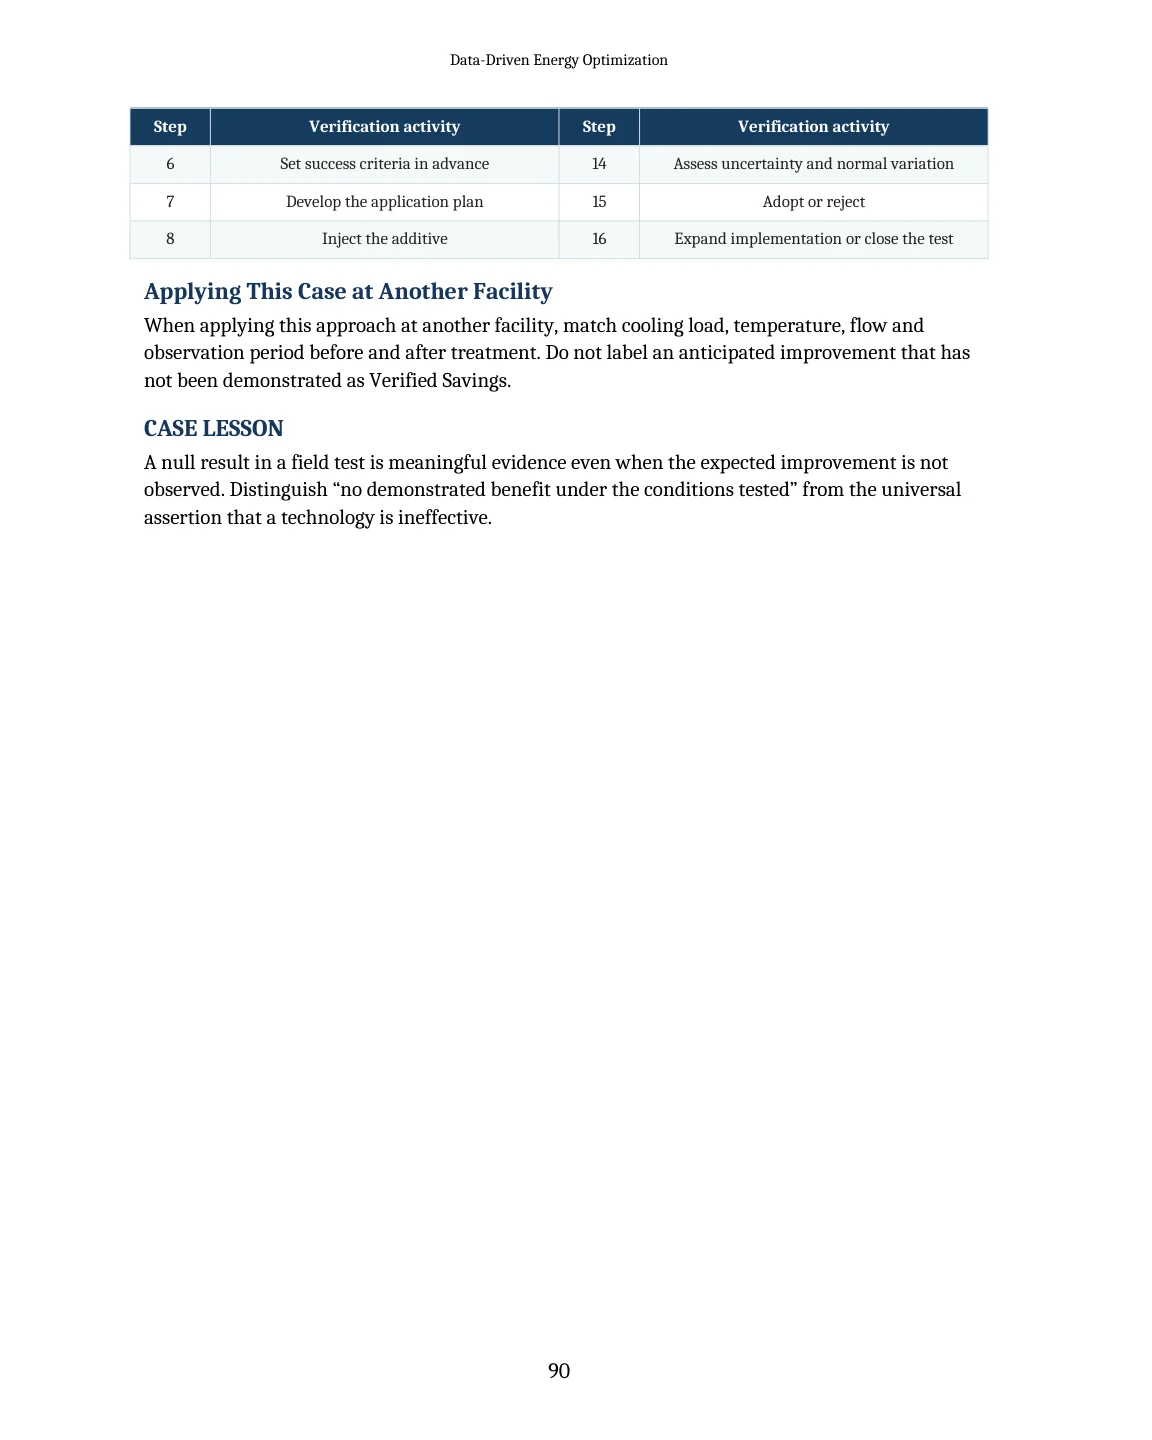 Data-Driven Energy Optimization
Step Verification activity Step Verification activity
6 Set success criteria in advance 14 Assess uncertainty and normal variation
7 Develop the application plan 15 Adopt or reject
8 Inject the additive 16 Expand implementation or close the test
Applying This Case at Another Facility
When applying this approach at another facility, match cooling load, temperature, flow and
observation period before and after treatment. Do not label an anticipated improvement that has
not been demonstrated as Verified Savings.
CASE LESSON
A null result in a field test is meaningful evidence even when the expected improvement is not
observed. Distinguish “no demonstrated benefit under the conditions tested” from the universal
assertion that a technology is ineffective.
90